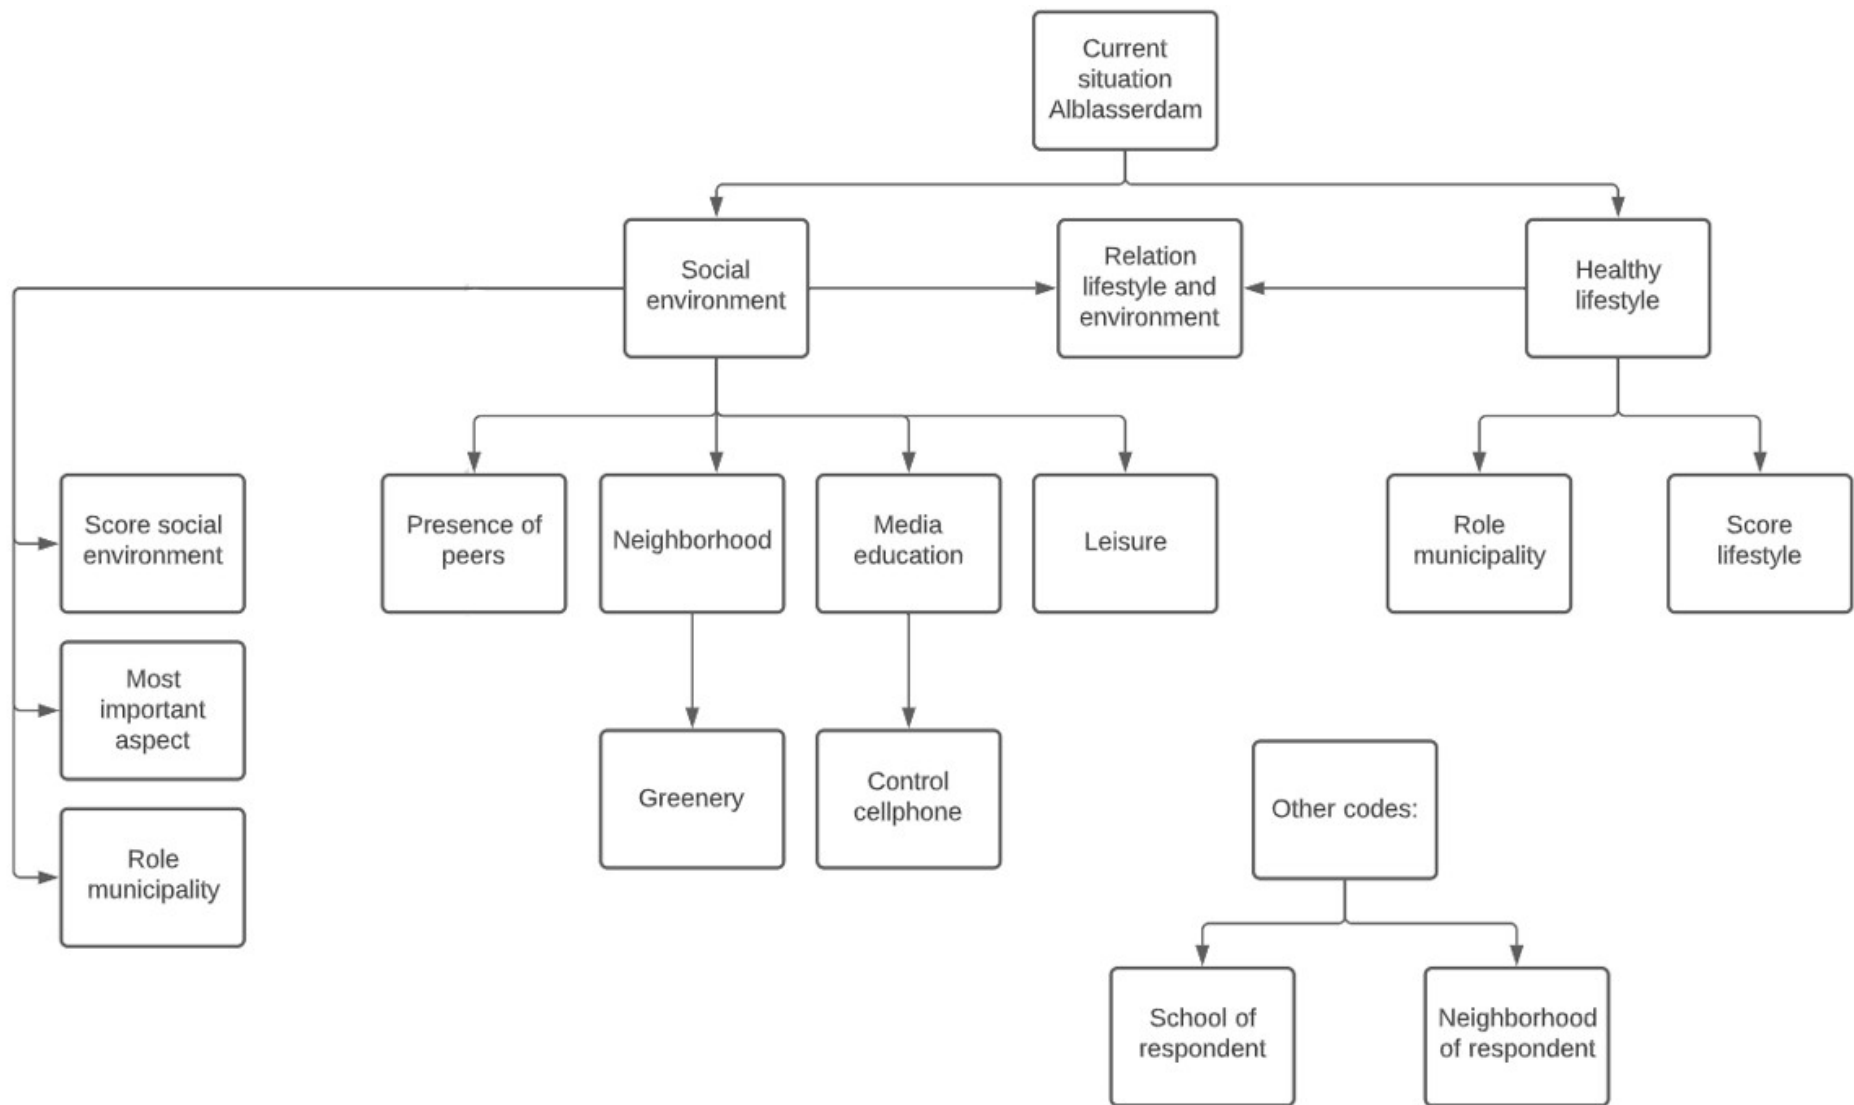 Current
situation
Alblasserdam
Social
environment
Relation
lifestyle and
environment
Healthy
lifestyle
Score social
environment
Presence of
peers
Neighborhood
Media
education
Leisure
Role
municipality
Score
lifestyle
Most
important
aspect
Greenery
Control
cellphone
Other codes:
Role
municipality
School of
respondent
Neighborhood
of respondent